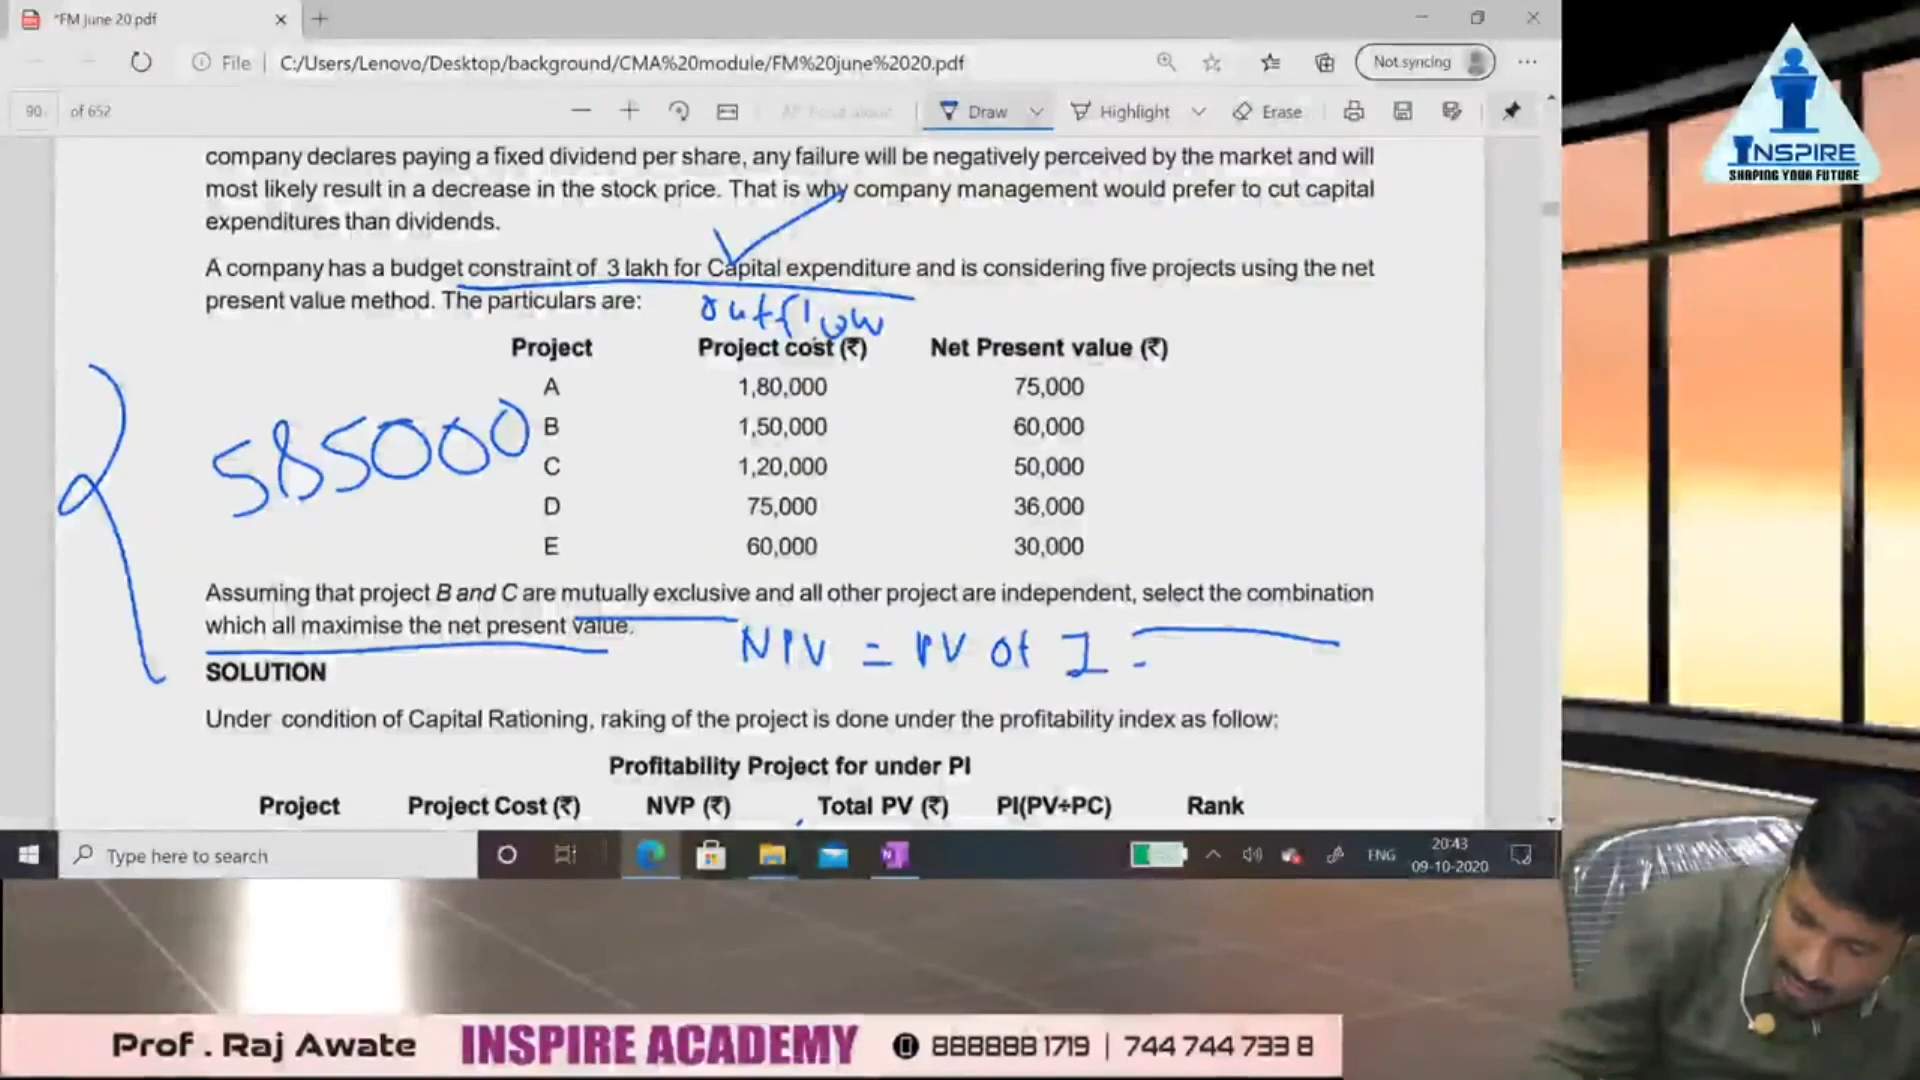 *FM June 20.pdf
File
C:/Users/Lenovo/Desktop/background/CMA%20module/FM%20june%2020.pdf
Not syncing
90 of 652
Draw
Highlight
Erase
INSPIRE
SHAPING YOUR FUTURE
company declares paying a fixed dividend per share, any failure will be negatively perceived by the market and will
most likely result in a decrease in the stock price. That is why company management would prefer to cut capital
expenditures than dividends.
A company has a budget constraint of 3 lakh for Capital expenditure and is considering five projects using the net
present value method. The particulars are:
outflow
Project Project cost (₹) Net Present value (₹)
A 1,80,000 75,000
B 1,50,000 60,000
585000
C 1,20,000 50,000
D 75,000 36,000
E 60,000 30,000
Assuming that project B and C are mutually exclusive and all other project are independent, select the combination
which all maximise the net present value.
NPV = PV of I -
SOLUTION
Under condition of Capital Rationing, raking of the project is done under the profitability index as follow;
Profitability Project for under PI
Project Project Cost (₹) NVP (₹) Total PV (₹) PI(PV÷PC) Rank
Type here to search
ENG
20:43
09-10-2020
Prof . Raj Awate INSPIRE ACADEMY 888888 1719 | 744 744 733 8